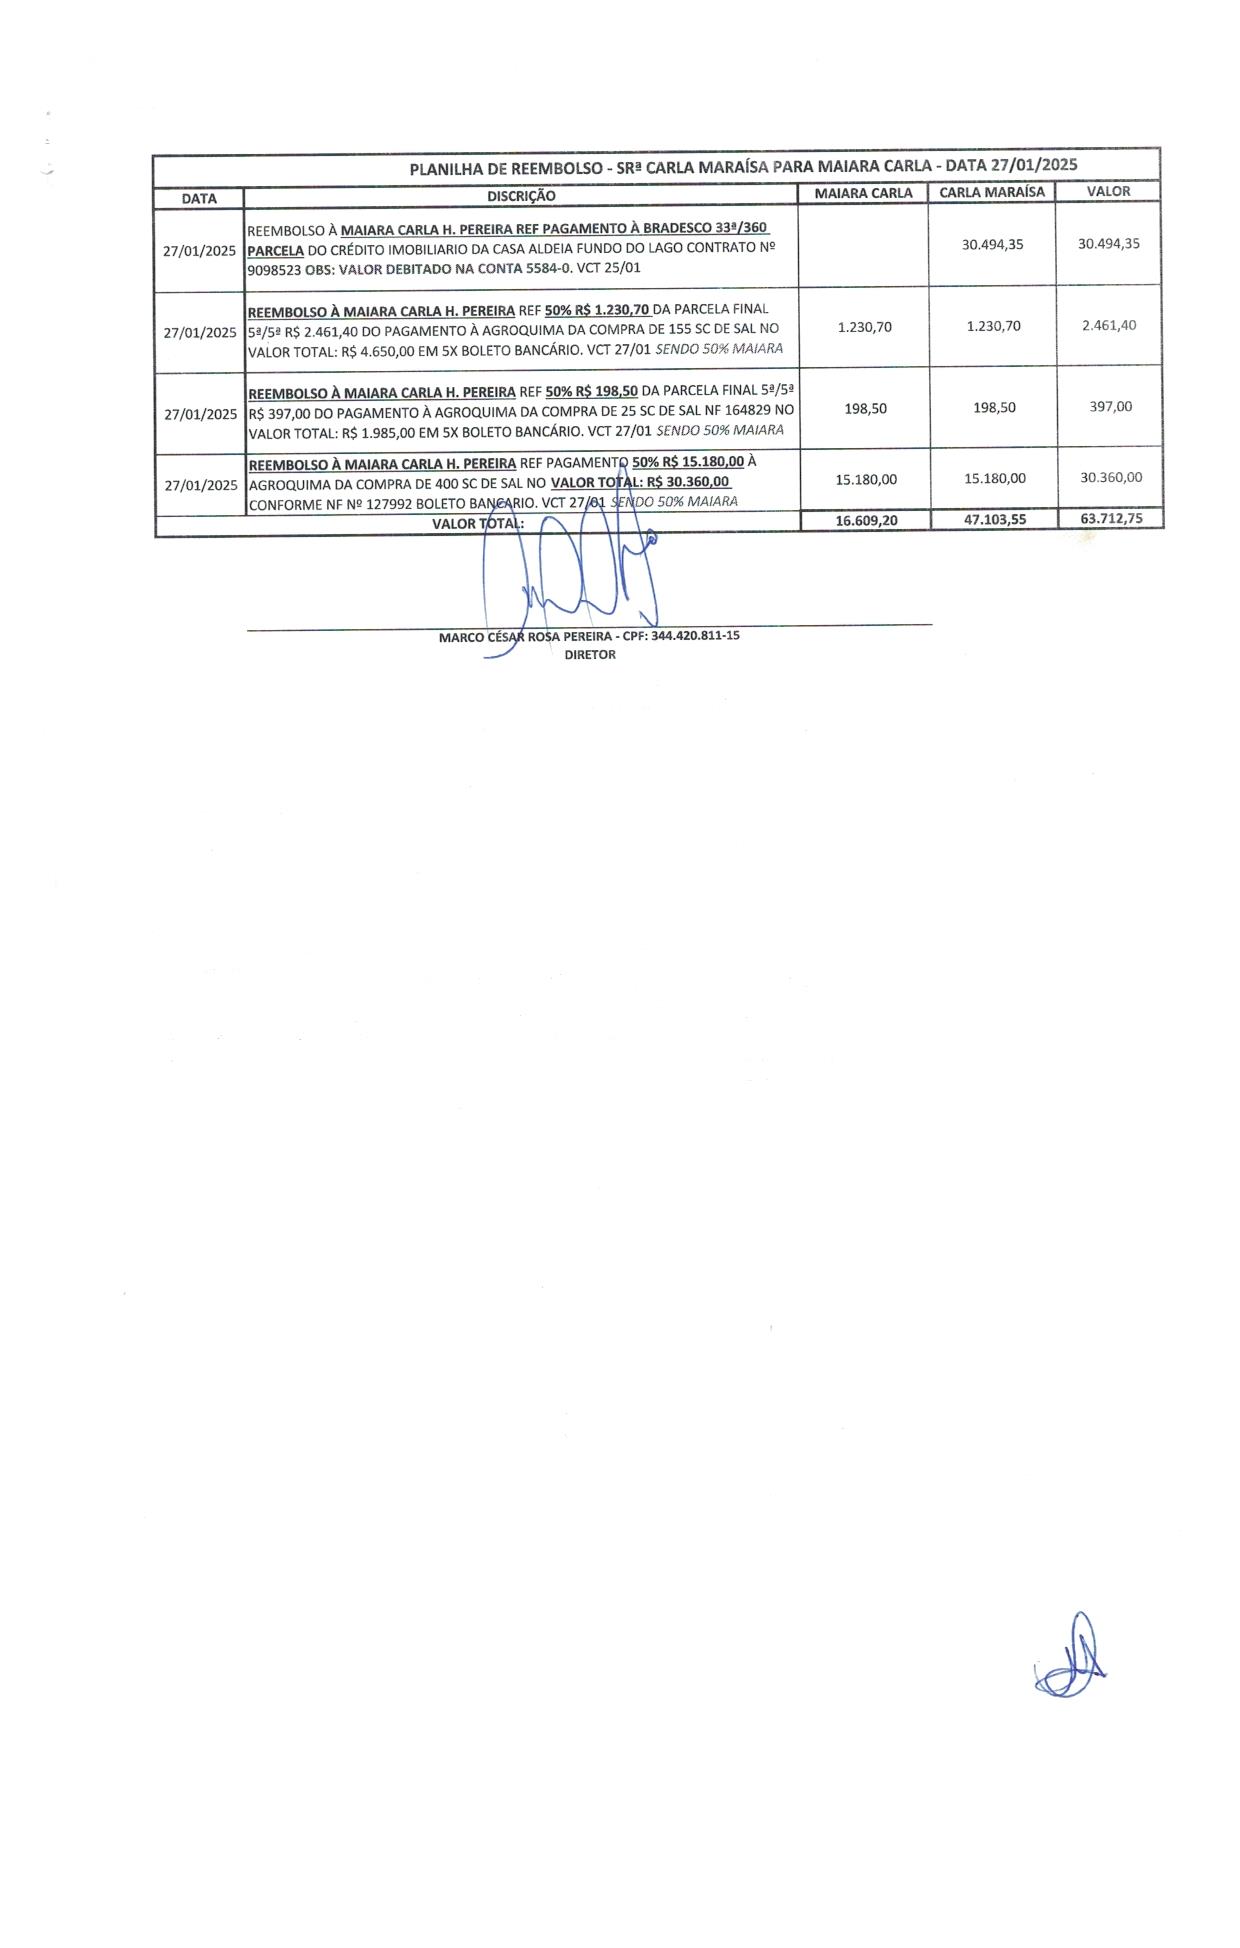 PLANILHA DE REEMBOLSO - SRª CARLA MARAÍSA PARA MAIARA CARLA - DATA 27/01/2025
DATA DISCRIÇÃO MAIARA CARLA CARLA MARAÍSA VALOR
REEMBOLSO À MAIARA CARLA H. PEREIRA REF PAGAMENTO À BRADESCO 33ª/360
27/01/2025 PARCELA DO CRÉDITO IMOBILIARIO DA CASA ALDEIA FUNDO DO LAGO CONTRATO Nº 30.494,35 30.494,35
9098523 OBS: VALOR DEBITADO NA CONTA 5584-0. VCT 25/01
REEMBOLSO À MAIARA CARLA H. PEREIRA REF 50% R$ 1.230,70 DA PARCELA FINAL
27/01/2025 5ª/5ª R$ 2.461,40 DO PAGAMENTO À AGROQUIMA DA COMPRA DE 155 SC DE SAL NO 1.230,70 1.230,70 2.461,40
VALOR TOTAL: R$ 4.650,00 EM 5X BOLETO BANCÁRIO. VCT 27/01 SENDO 50% MAIARA
REEMBOLSO À MAIARA CARLA H. PEREIRA REF 50% R$ 198,50 DA PARCELA FINAL 5ª/5ª
27/01/2025 R$ 397,00 DO PAGAMENTO À AGROQUIMA DA COMPRA DE 25 SC DE SAL NF 164829 NO 198,50 198,50 397,00
VALOR TOTAL: R$ 1.985,00 EM 5X BOLETO BANCÁRIO. VCT 27/01 SENDO 50% MAIARA
REEMBOLSO À MAIARA CARLA H. PEREIRA REF PAGAMENTO 50% R$ 15.180,00 À
27/01/2025 AGROQUIMA DA COMPRA DE 400 SC DE SAL NO VALOR TOTAL: R$ 30.360,00 15.180,00 15.180,00 30.360,00
CONFORME NF Nº 127992 BOLETO BANCARIO. VCT 27/01 SENDO 50% MAIARA
VALOR TOTAL: 16.609,20 47.103,55 63.712,75
MARCO CÉSAR ROSA PEREIRA - CPF: 344.420.811-15
DIRETOR